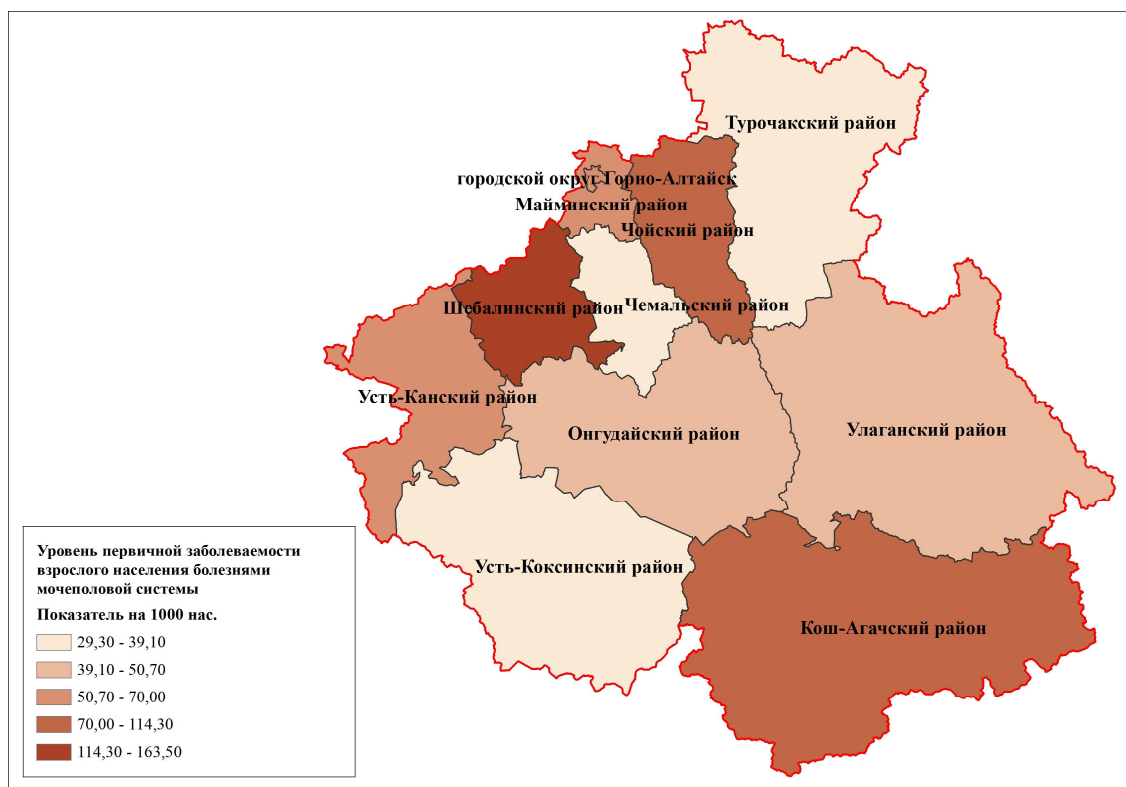 Турочакский район
городской округ Горно-Алтайск
Майминский район
Чойский район
Шебалинский район
Чемальский район
Усть-Канский район
Онгудайский район
Улаганский район
Усть-Коксинский район
Кош-Агачский район
Уровень первичной заболеваемости
взрослого населения болезнями
мочеполовой системы
Показатель на 1000 нас.
29,30 - 39,10
39,10 - 50,70
50,70 - 70,00
70,00 - 114,30
114,30 - 163,50